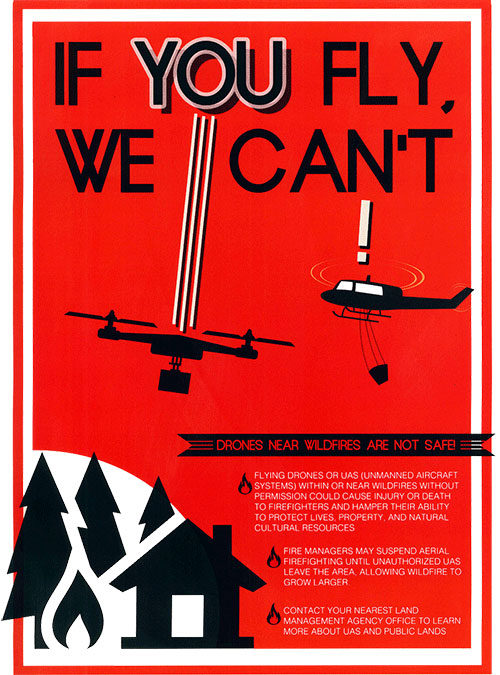 IF YOU FLY,
WE CAN'T
!
DRONES NEAR WILDFIRES ARE NOT SAFE!
FLYING DRONES OR UAS (UNMANNED AIRCRAFT
SYSTEMS) WITHIN OR NEAR WILDFIRES WITHOUT
PERMISSION COULD CAUSE INJURY OR DEATH
TO FIREFIGHTERS AND HAMPER THEIR ABILITY
TO PROTECT LIVES, PROPERTY, AND NATURAL
CULTURAL RESOURCES
FIRE MANAGERS MAY SUSPEND AERIAL
FIREFIGHTING UNTIL UNAUTHORIZED UAS
LEAVE THE AREA, ALLOWING WILDFIRE TO
GROW LARGER
CONTACT YOUR NEAREST LAND
MANAGEMENT AGENCY OFFICE TO LEARN
MORE ABOUT UAS AND PUBLIC LANDS